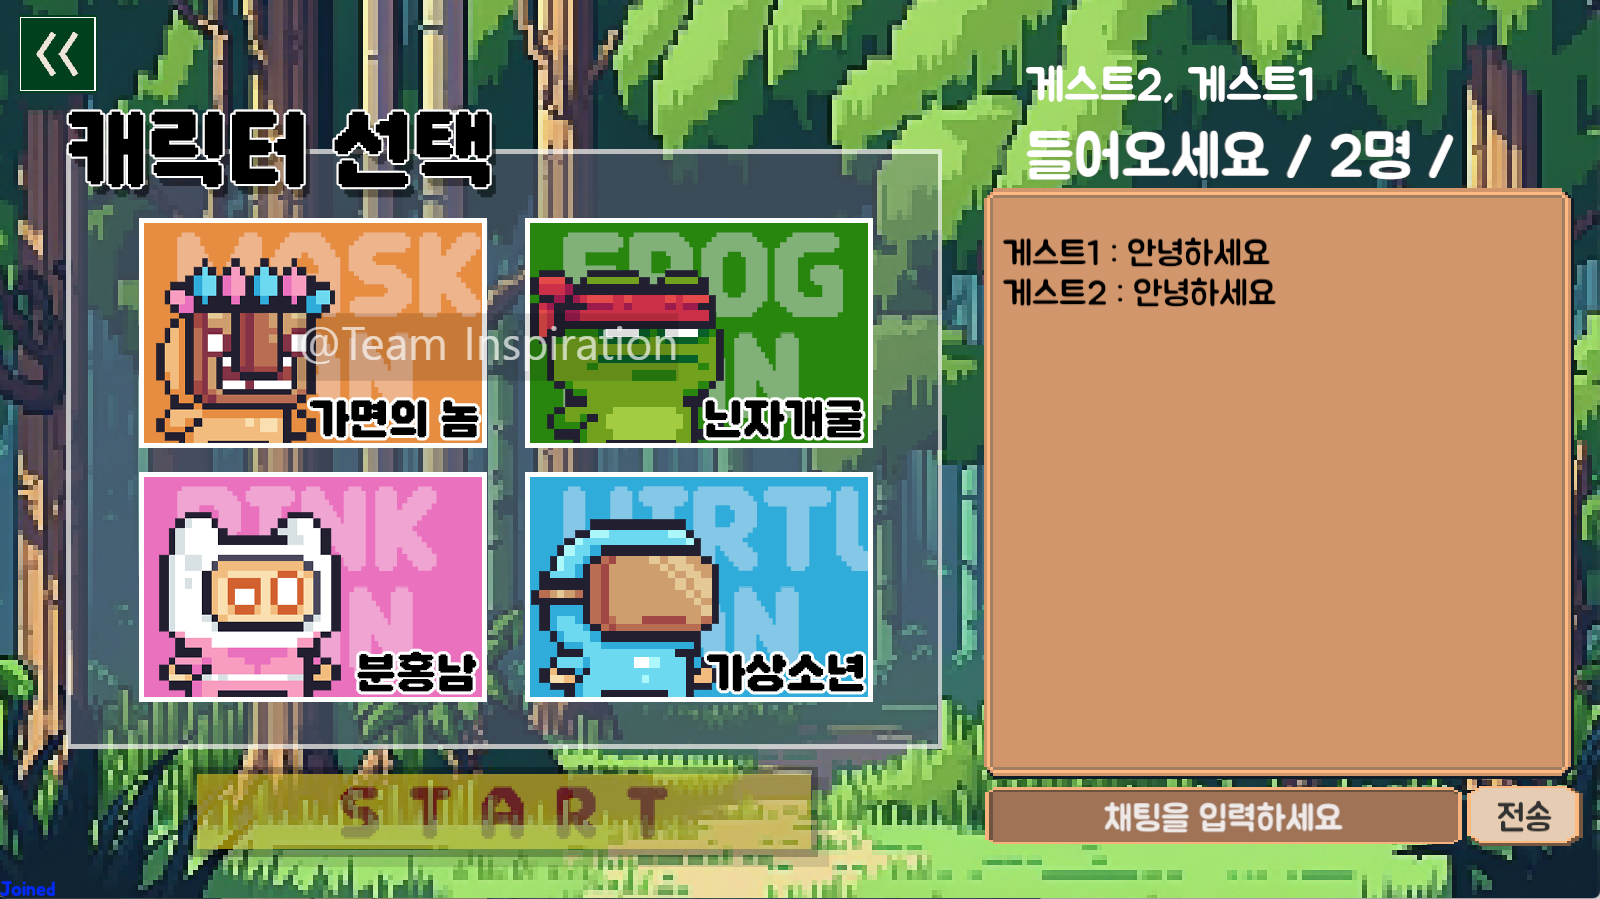 캐릭터 선택
게스트2, 게스트1
들어오세요 / 2명 /
MASK
가면의 놈
FROG
닌자개굴
@Team Inspiration
PINK
분홍남
VIRTU
가상소년
START
게스트1 : 안녕하세요
게스트2 : 안녕하세요
채팅을 입력하세요
전송
Joined